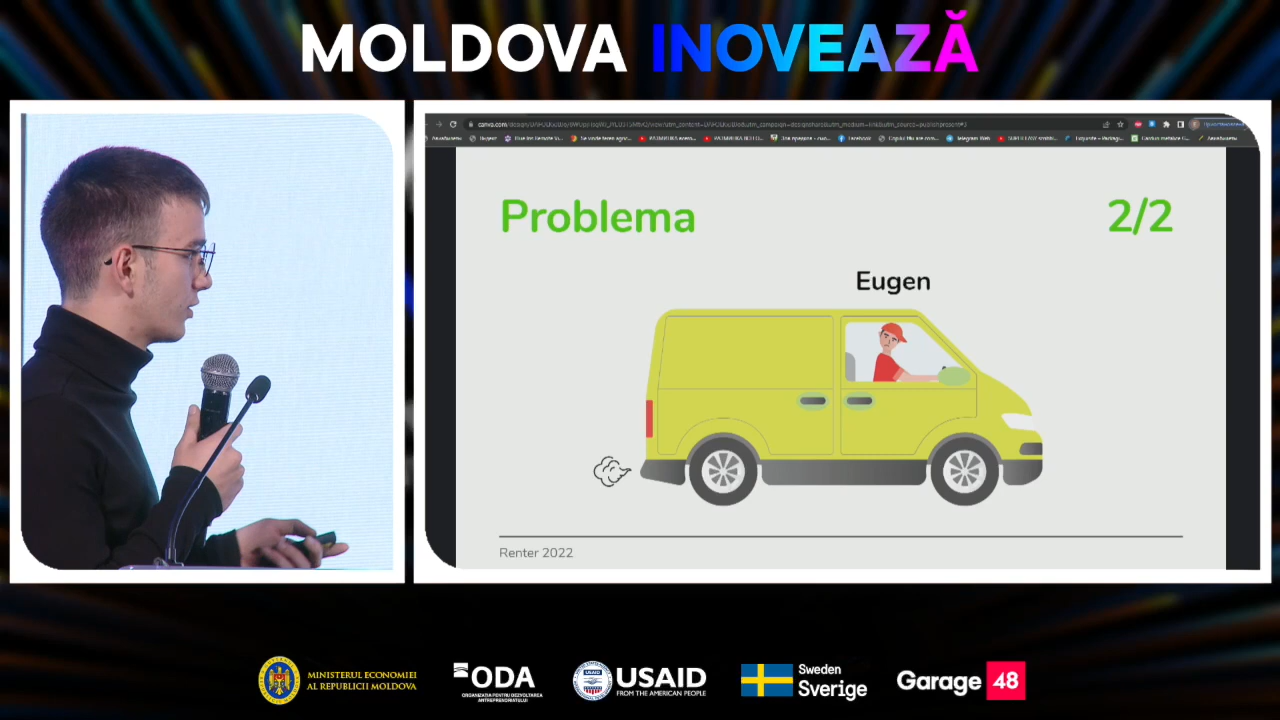 MOLDOVA INOVEAZĂ
Problema
2/2
Eugen
Renter 2022
MINISTERUL ECONOMIEI
AL REPUBLICII MOLDOVA
ODA
ORGANIZAȚIA PENTRU DEZVOLTAREA
ANTREPRENORIATULUI
USAID
FROM THE AMERICAN PEOPLE
Sweden
Sverige
Garage 48